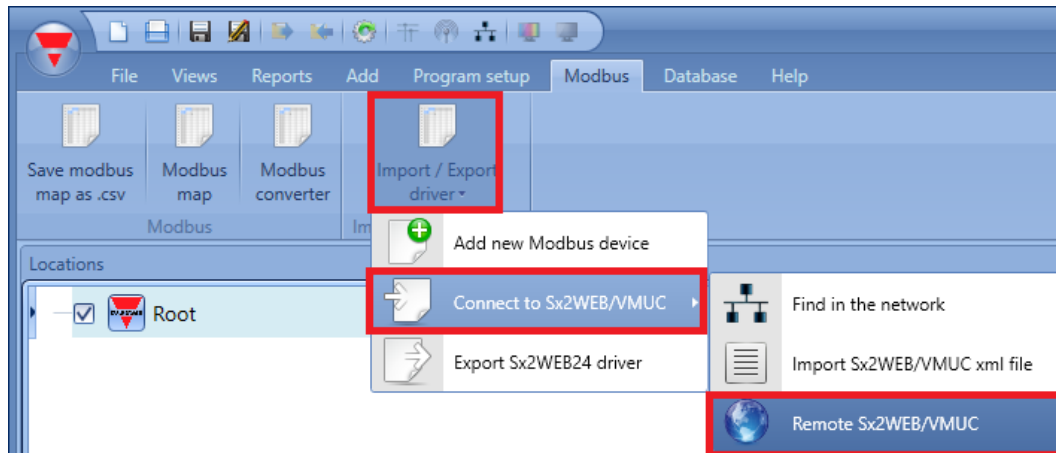 File Views Reports Add Program setup Modbus Database Help
Save modbus
map as .csv
Modbus
map
Modbus
converter
Import / Export
driver
Modbus
Im
Add new Modbus device
Locations
Connect to Sx2WEB/VMUC
Root
Find in the network
Export Sx2WEB24 driver
Import Sx2WEB/VMUC xml file
Remote Sx2WEB/VMUC